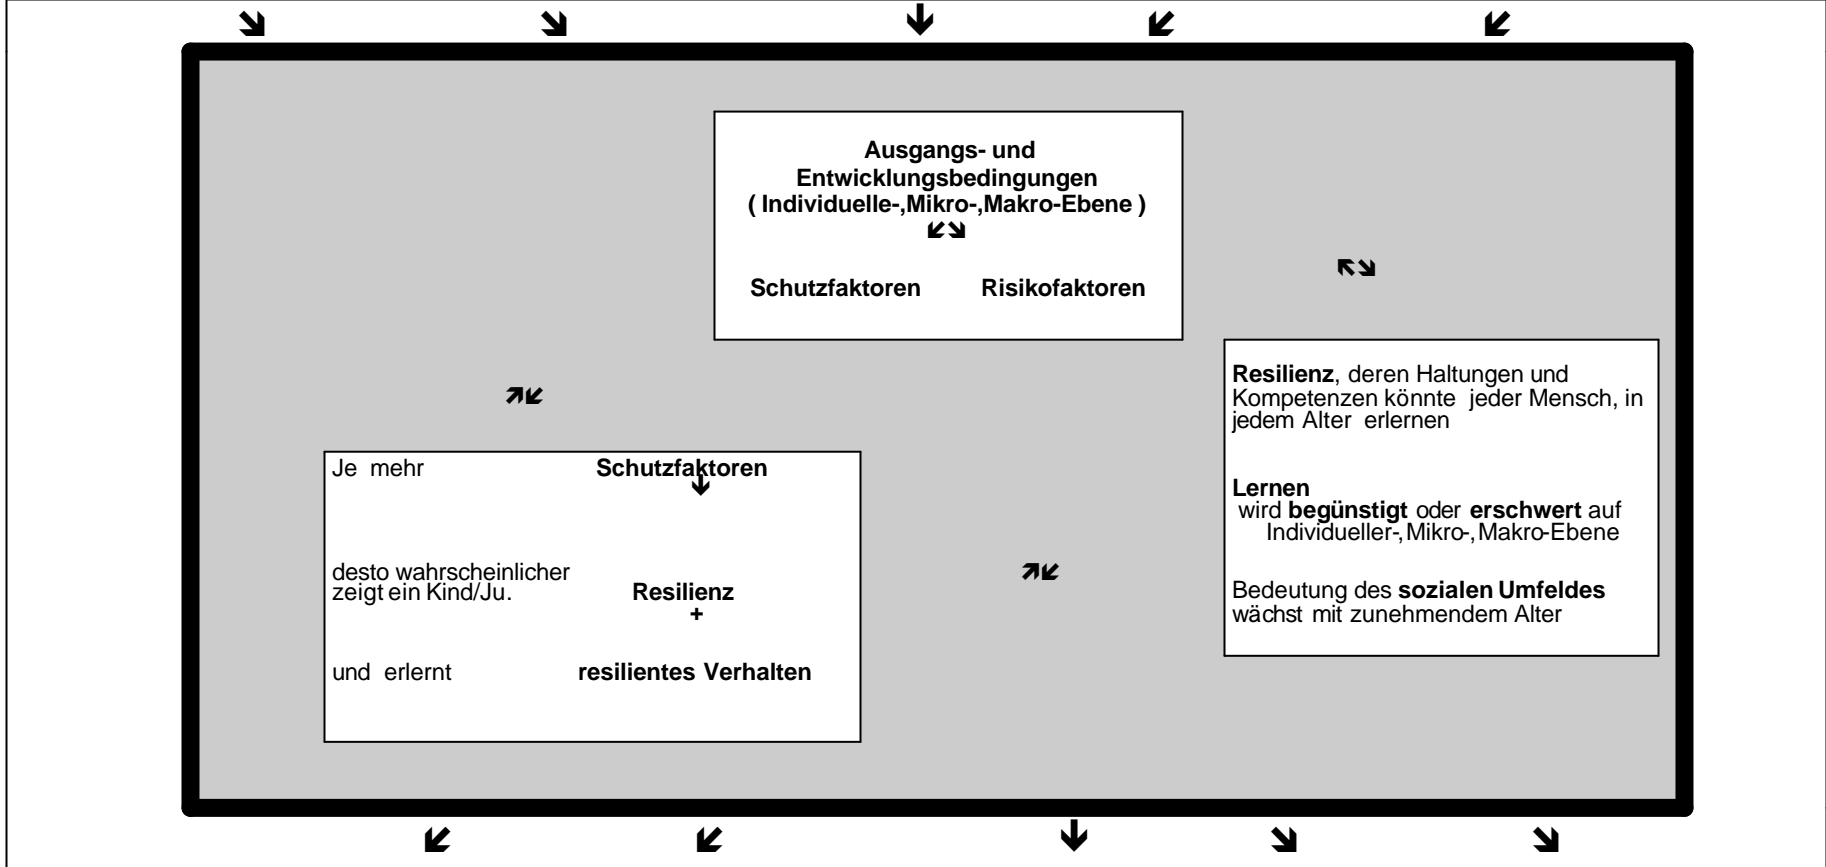 Ausgangs- und
Entwicklungsbedingungen
( Individuelle-,Mikro-,Makro-Ebene )
Schutzfaktoren Risikofaktoren
Resilienz, deren Haltungen und
Kompetenzen könnte jeder Mensch, in
jedem Alter erlernen
Lernen
wird begünstigt oder erschwert auf
Individueller-,Mikro-,Makro-Ebene
Bedeutung des sozialen Umfeldes
wächst mit zunehmendem Alter
Je mehr Schutzfaktoren
desto wahrscheinlicher
zeigt ein Kind/Ju. Resilienz
+
und erlernt resilientes Verhalten